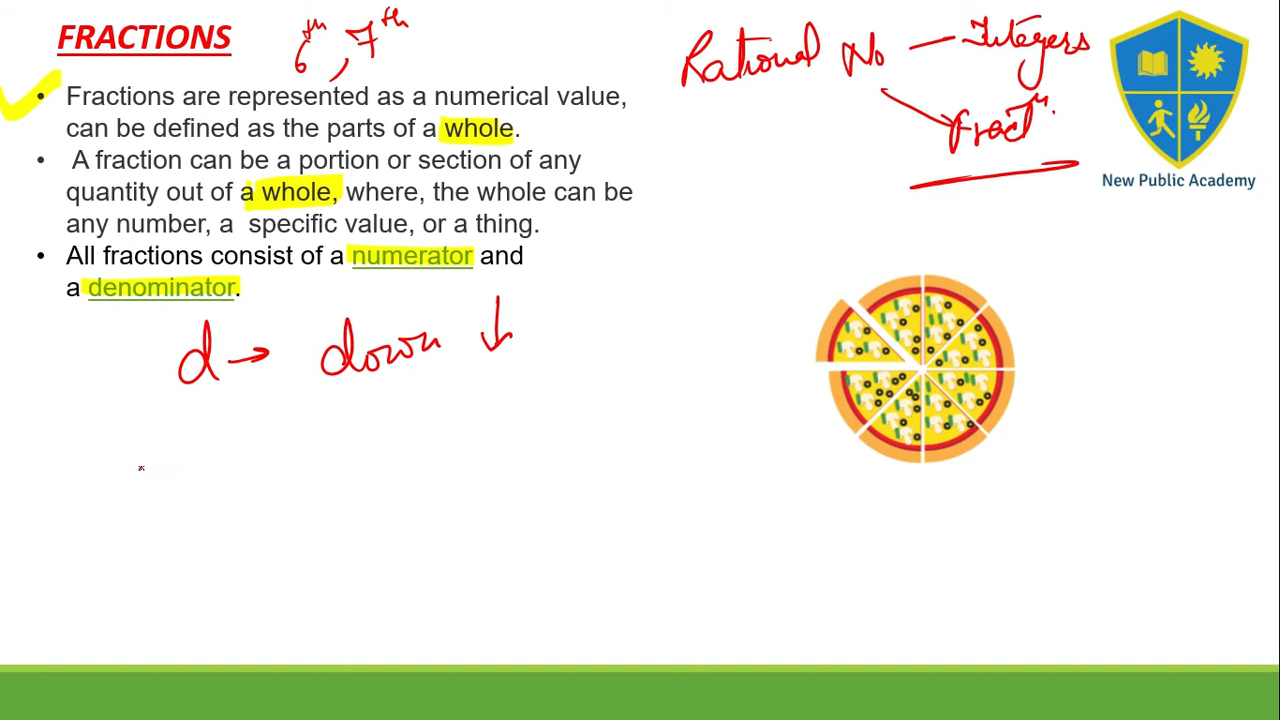 FRACTIONS
6th, 7th
Rational No
Integers
Fractn.
New Public Academy
• Fractions are represented as a numerical value,
can be defined as the parts of a whole.
• A fraction can be a portion or section of any
quantity out of a whole, where, the whole can be
any number, a specific value, or a thing.
• All fractions consist of a numerator and
a denominator.
d → down ↓